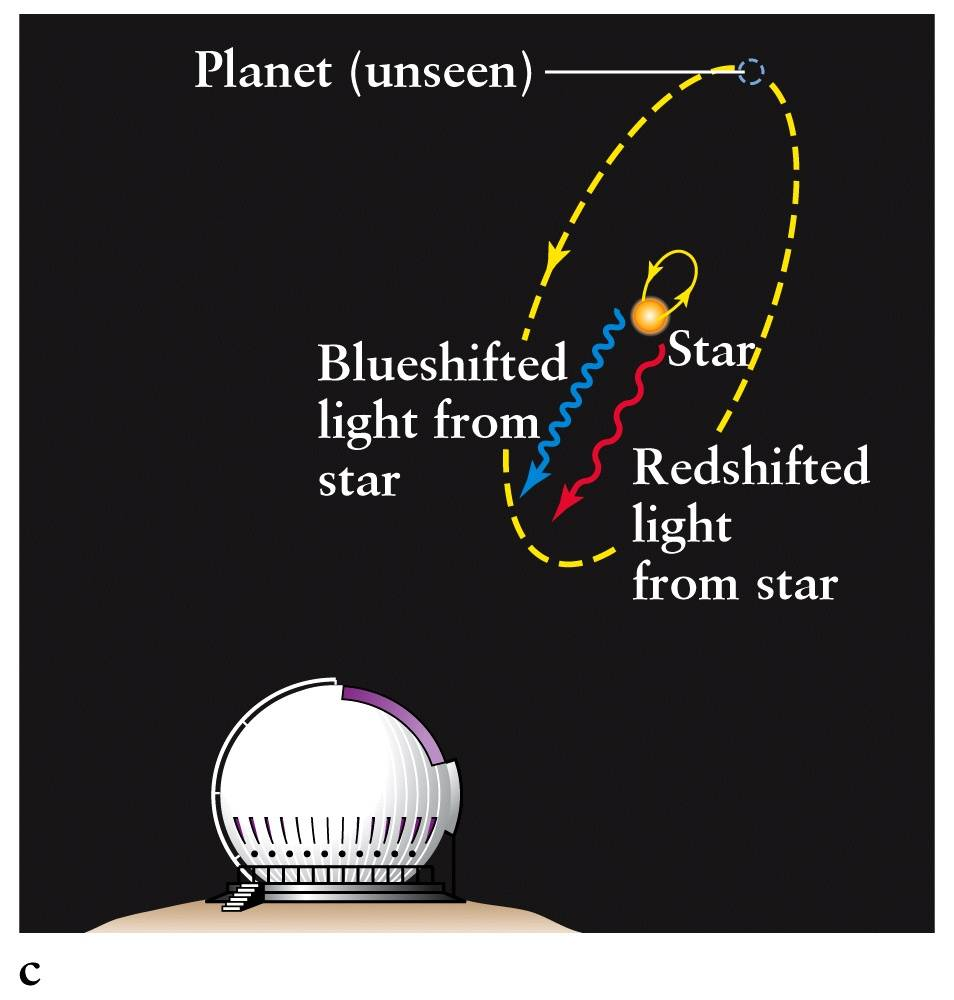 Planet (unseen)
Star
Blueshifted
light from
star
Redshifted
light
from star
c